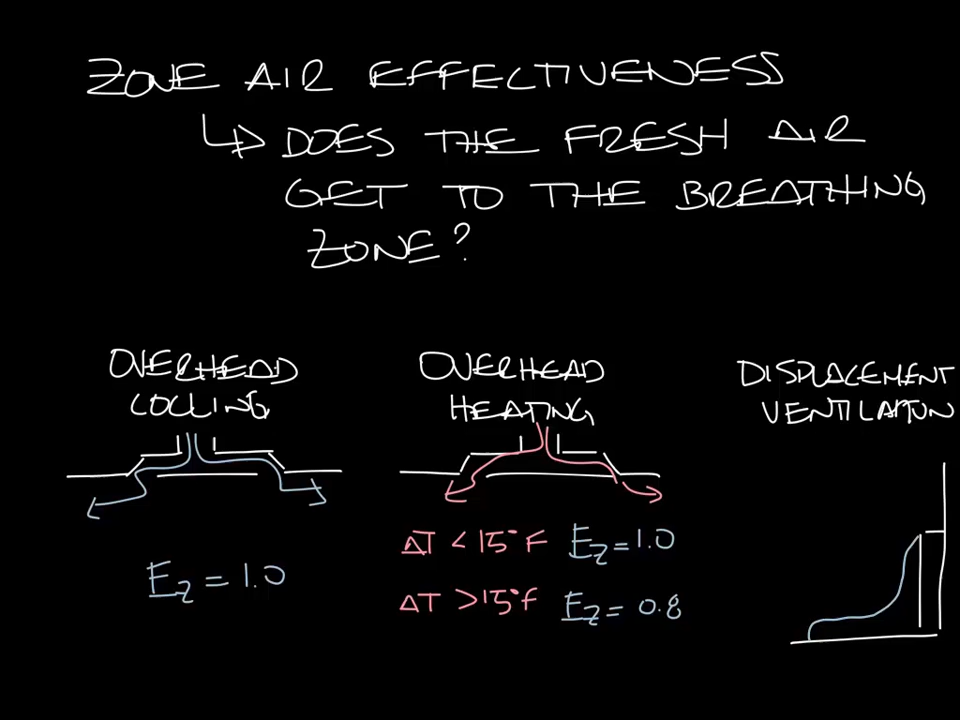 ZONE AIR EFFECTIVENESS
↳ DOES THE FRESH AIR
GET TO THE BREATHING
ZONE?
OVERHEAD
COOLING
Ez = 1.0
OVERHEAD
HEATING
ΔT < 15°F Ez = 1.0
ΔT > 15°F Ez = 0.8
DISPLACEMENT
VENTILATION